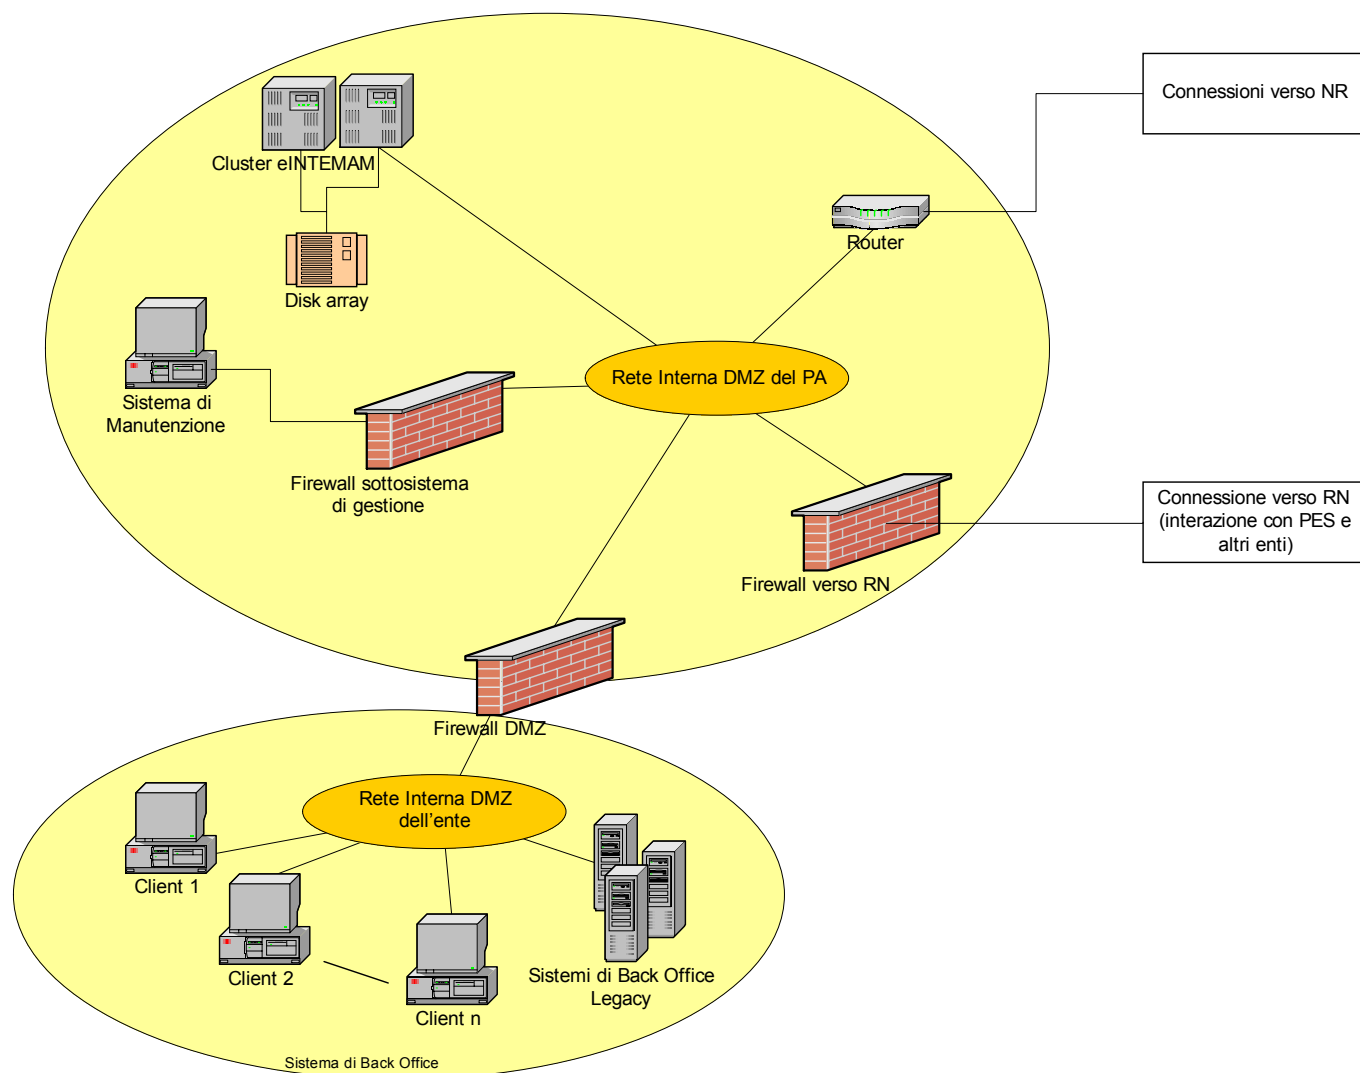 Connessioni verso NR
Cluster eINTEMAM
Router
Disk array
Rete Interna DMZ del PA
Sistema di
Manutenzione
Firewall sottosistema
di gestione
Connessione verso RN
(interazione con PES e
altri enti)
Firewall verso RN
Firewall DMZ
Rete Interna DMZ
dell'ente
Client 1
Client 2
Client n
Sistemi di Back Office
Legacy
Sistema di Back Office